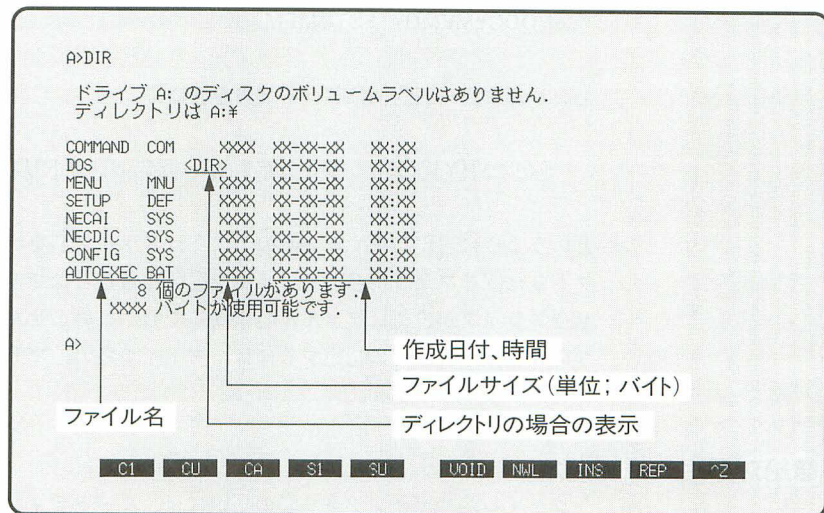 A>DIR
ドライブ A: のディスクのボリュームラベルはありません.
ディレクトリは A:¥
COMMAND COM XXXX XX-XX-XX XX:XX
DOS <DIR> XXXX XX-XX-XX XX:XX
MENU MNU XXXX XX-XX-XX XX:XX
SETUP DEF XXXX XX-XX-XX XX:XX
NECAI SYS XXXX XX-XX-XX XX:XX
NECDIC SYS XXXX XX-XX-XX XX:XX
CONFIG SYS XXXX XX-XX-XX XX:XX
AUTOEXEC BAT XXXX XX-XX-XX XX:XX
8 個のファイルがあります.
XXXX バイトが使用可能です.
A>
作成日付、時間
ファイルサイズ(単位;バイト)
ファイル名
ディレクトリの場合の表示
C1 CU CA S1 SU VOID NWL INS REP ^Z